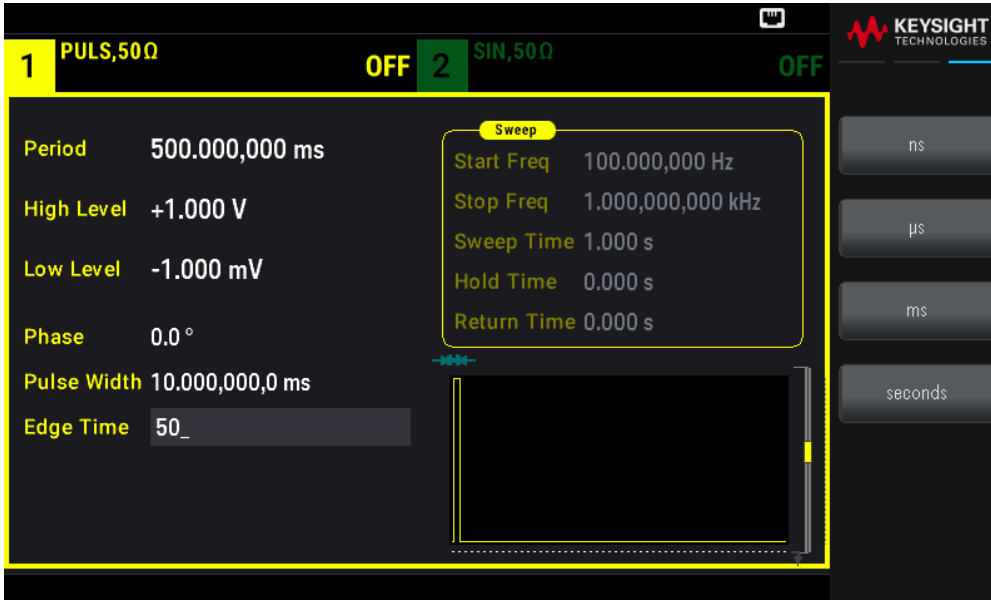 KEYSIGHT
TECHNOLOGIES
1 PULS,50Ω OFF
2 SIN,50Ω OFF
Period 500.000,000 ms
High Level +1.000 V
Low Level -1.000 mV
Phase 0.0 °
Pulse Width 10.000,000,0 ms
Edge Time 50_
Sweep
Start Freq 100.000,000 Hz
Stop Freq 1.000,000,000 kHz
Sweep Time 1.000 s
Hold Time 0.000 s
Return Time 0.000 s
ns
µs
ms
seconds